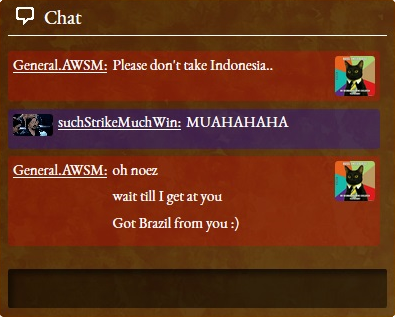 Chat
General.AWSM: Please don't take Indonesia..
suchStrikeMuchWin: MUAHAHAHA
General.AWSM: oh noez
wait till I get at you
Got Brazil from you :)